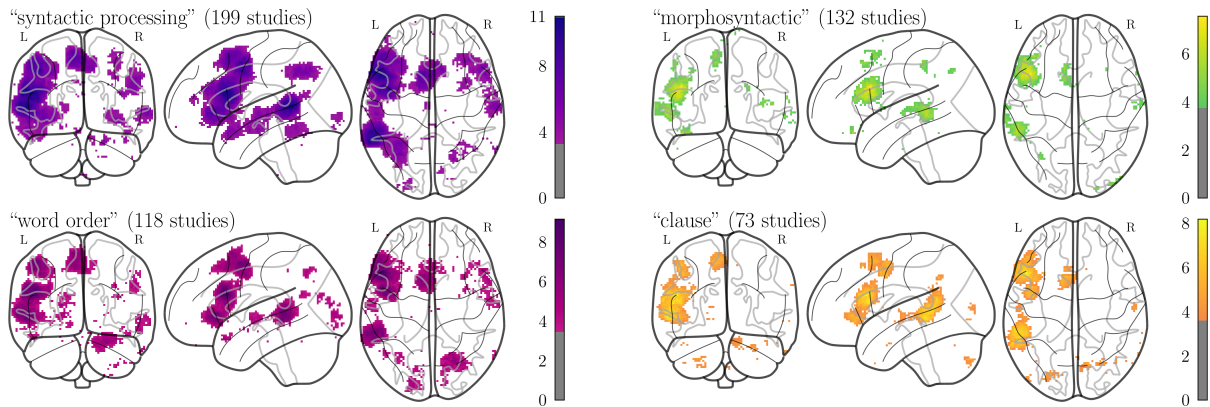 “syntactic processing” (199 studies)
L R
11
8
4
0
“morphosyntactic” (132 studies)
L R
L R
L R
6
4
2
0
“word order” (118 studies)
L R
L R
8
6
4
2
0
“clause” (73 studies)
L R
L R
8
6
4
2
0